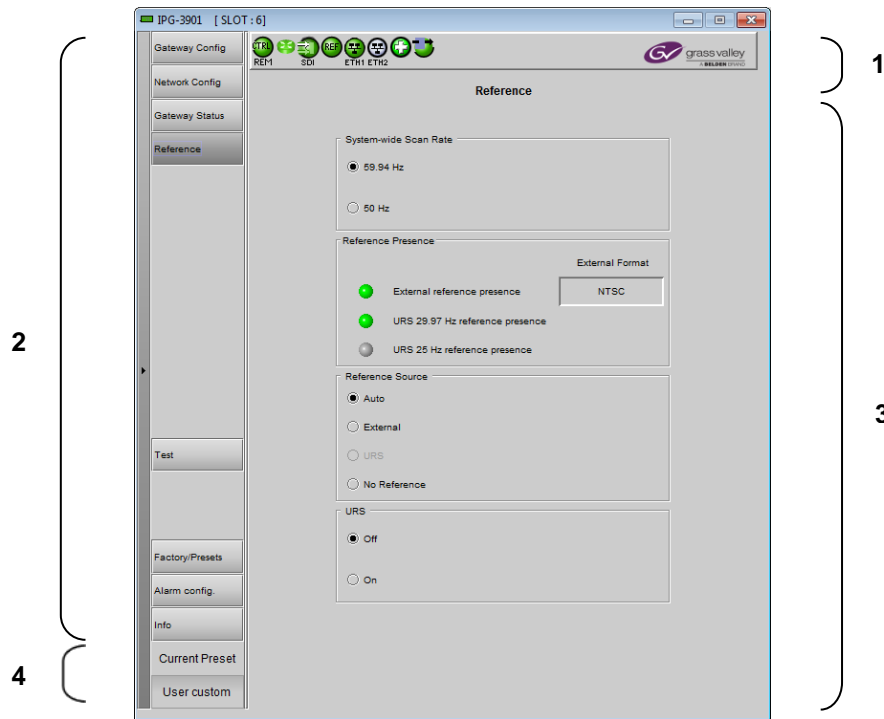 IPG-3901 [ SLOT : 6]
1
2
3
4
Gateway Config
Network Config
Gateway Status
Reference
Test
Factory/Presets
Alarm config.
Info
Current Preset
User custom
CTRL REF
REM SDI ETH1 ETH2
GV grass valley
A BELDEN BRAND
Reference
System-wide Scan Rate
59.94 Hz
50 Hz
Reference Presence
External Format
External reference presence NTSC
URS 29.97 Hz reference presence
URS 25 Hz reference presence
Reference Source
Auto
External
URS
No Reference
URS
Off
On